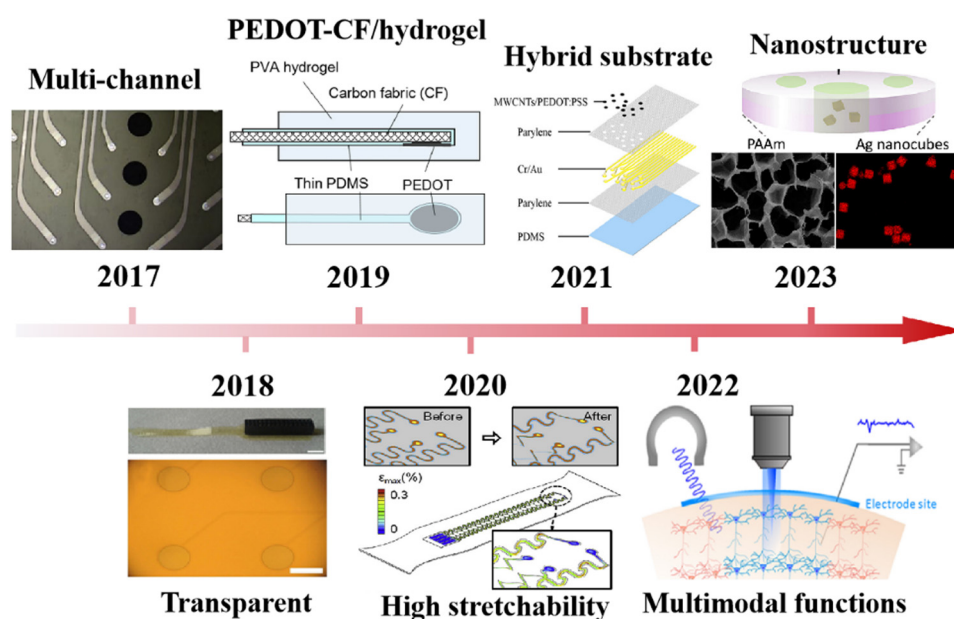 Multi-channel
PEDOT-CF/hydrogel
PVA hydrogel
Carbon fabric (CF)
Thin PDMS
PEDOT
Hybrid substrate
MWCNTs/PEDOT:PSS
Parylene
Cr/Au
Parylene
PDMS
Nanostructure
PAAm
Ag nanocubes
2017
2019
2021
2023
2018
2020
2022
Before
After
εmax(%)
0.3
0
Electrode site
Transparent
High stretchability
Multimodal functions